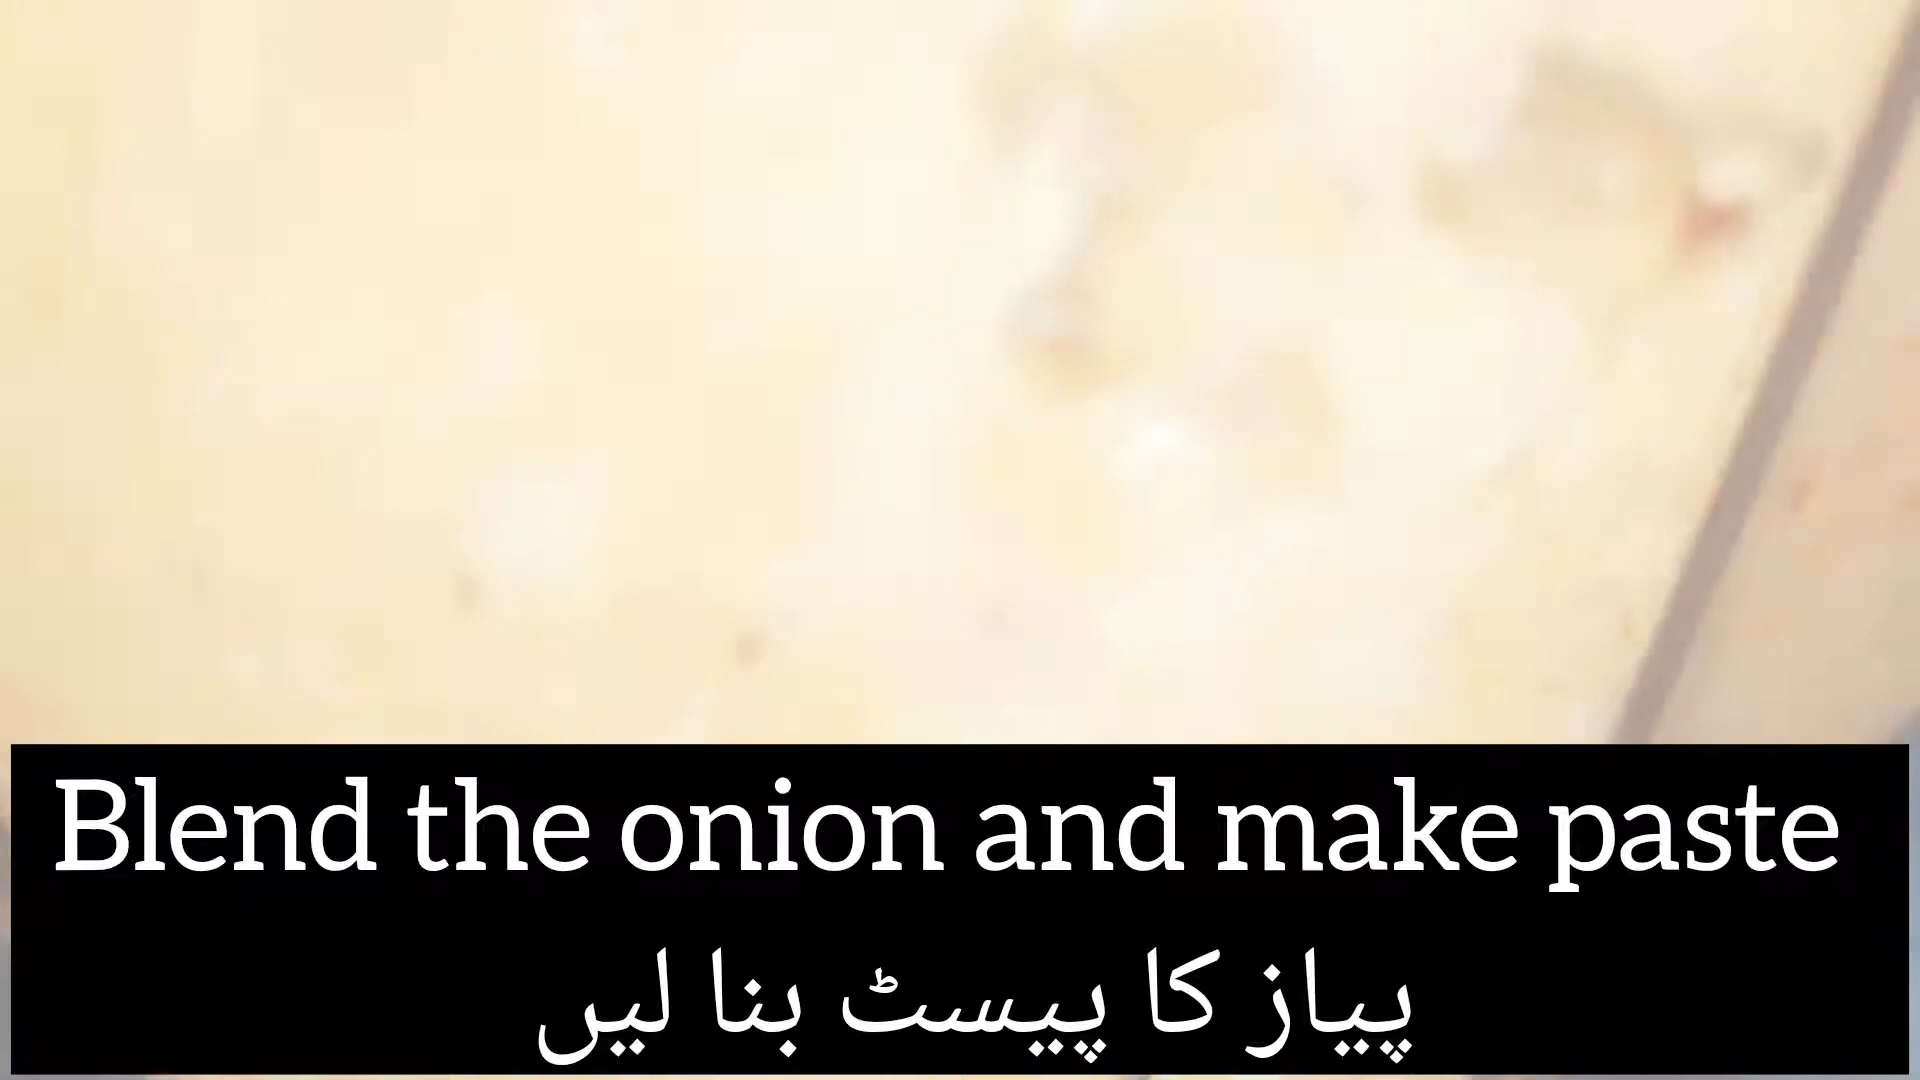 Blend the onion and make paste
پیاز کا پیسٹ بنا لیں